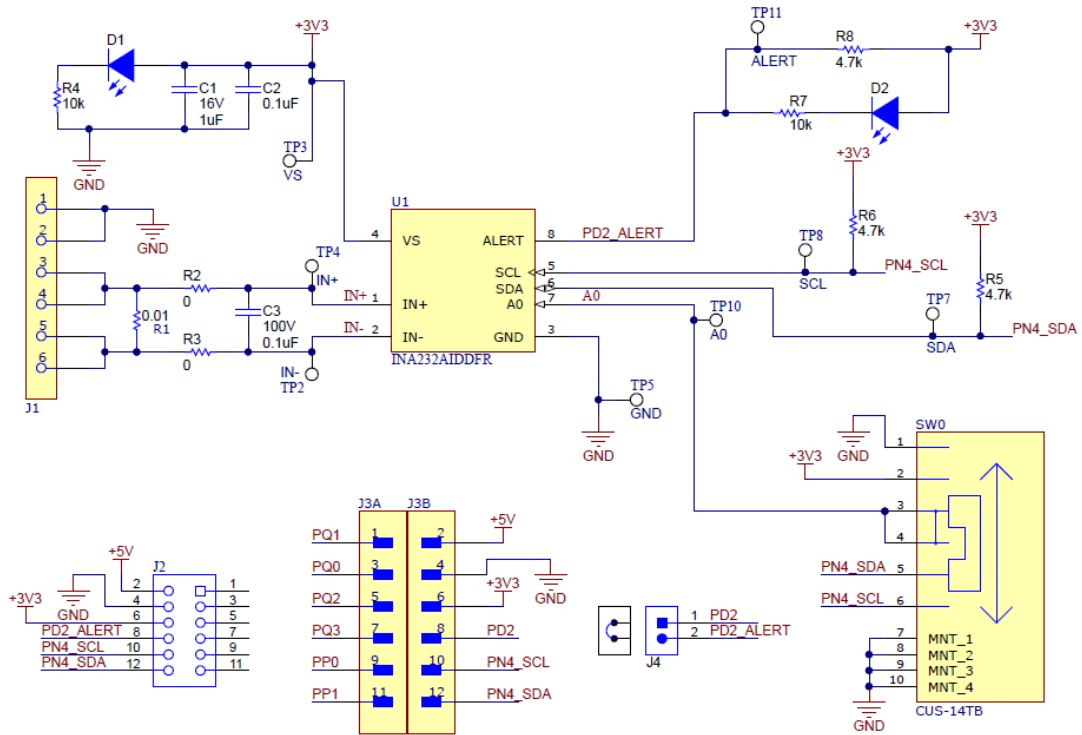 +3V3
D1
R4
10k
C1
16V
1uF
C2
0.1uF
GND
TP3
VS
TP11
ALERT
R8
4.7k
+3V3
R7
10k
D2
+3V3
R6
4.7k
+3V3
R5
4.7k
J1
1
2
3
4
5
6
GND
0.01
R1
R2
0
R3
0
C3
100V
0.1uF
TP4
IN+
IN-
TP2
IN+
IN-
U1
4 VS ALERT 8 PD2_ALERT
SCL 5 PN4_SCL
SDA 6 PN4_SDA
1 IN+ A0 7 A0
2 IN- GND 3
INA232AIDDFR
TP8
SCL
TP7
SDA
TP10
A0
TP5
GND
GND
SW0
GND
1
+3V3
2
3
4
PN4_SDA 5
PN4_SCL 6
7 MNT_1
8 MNT_2
9 MNT_3
10 MNT_4
GND
CUS-14TB
J2
+5V
+3V3
GND
2 1
4 3
6 5
PD2_ALERT 8 7
PN4_SCL 10 9
PN4_SDA 12 11
J3A J3B
PQ1 1 2 +5V
PQ0 3 4 GND
PQ2 5 6 +3V3
PQ3 7 8 PD2
PP0 9 10 PN4_SCL
PP1 11 12 PN4_SDA
J4
1 PD2
2 PD2_ALERT